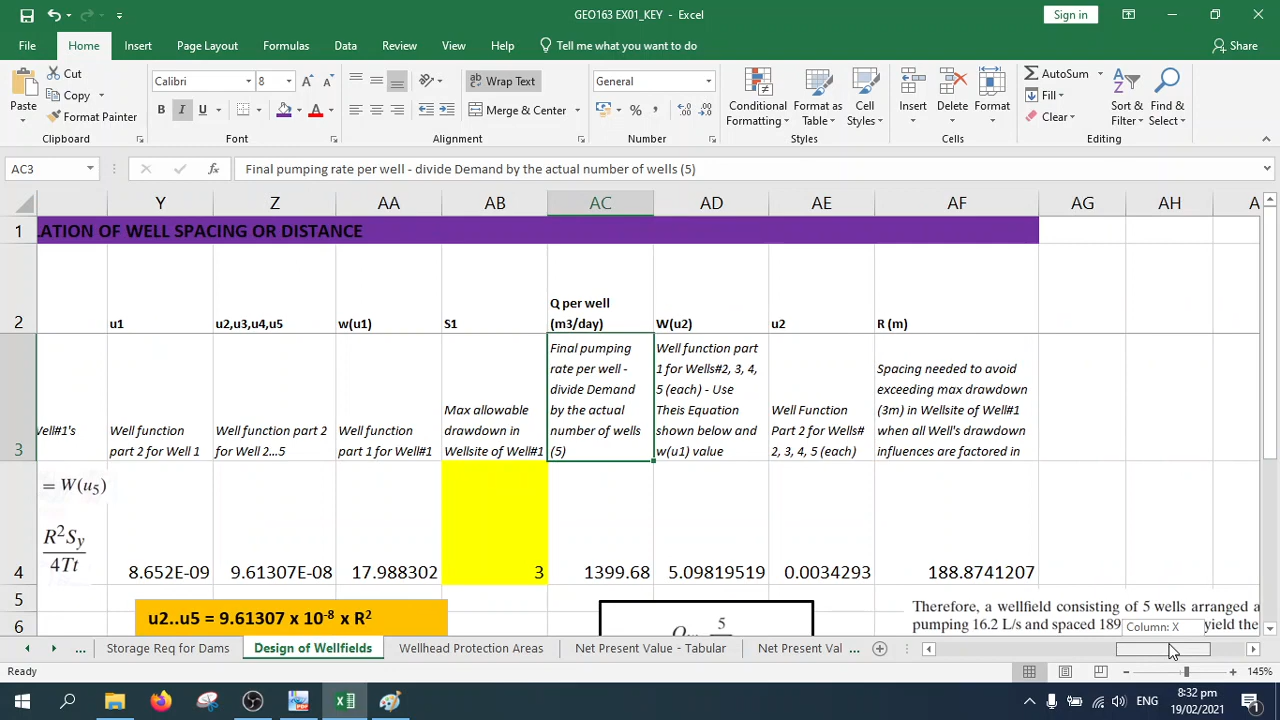 GEO163 EX01_KEY - Excel
Sign in
File Home Insert Page Layout Formulas Data Review View Help Tell me what you want to do Share
Paste
Cut
Copy
Format Painter
Clipboard
Calibri 8
B I U
Font
Wrap Text
Merge & Center
Alignment
General
% ,
Number
Conditional Formatting
Format as Table
Cell Styles
Styles
Insert Delete Format
Cells
AutoSum
Fill
Clear
Sort & Filter
Find & Select
Editing
AC3 fx Final pumping rate per well - divide Demand by the actual number of wells (5)
Y Z AA AB AC AD AE AF AG AH A
1 LATION OF WELL SPACING OR DISTANCE
2 u1 u2,u3,u4,u5 w(u1) S1 Q per well (m3/day) W(u2) u2 R (m)
3
Well#1's
Well function part 2 for Well 1
Well function part 2 for Well 2...5
Well function part 1 for Well#1
Max allowable drawdown in Wellsite of Well#1
Final pumping rate per well - divide Demand by the actual number of wells (5)
Well function part 1 for Wells#2, 3, 4, 5 (each) - Use Theis Equation shown below and w(u1) value
Well Function Part 2 for Wells# 2, 3, 4, 5 (each)
Spacing needed to avoid exceeding max drawdown (3m) in Wellsite of Well#1 when all Well's drawdown influences are factored in
= W(u5)
R²Sy
4Tt
4 8.652E-09 9.61307E-08 17.988302 3 1399.68 5.09819519 0.0034293 188.8741207
5
6
u2..u5 = 9.61307 x 10⁻⁸ x R²
5
Therefore, a wellfield consisting of 5 wells arranged a
pumping 16.2 L/s and spaced 189 yield the
Column: X
... Storage Req for Dams Design of Wellfields Wellhead Protection Areas Net Present Value - Tabular Net Present Val ...
Ready 145%
ENG
8:32 pm
19/02/2021
1